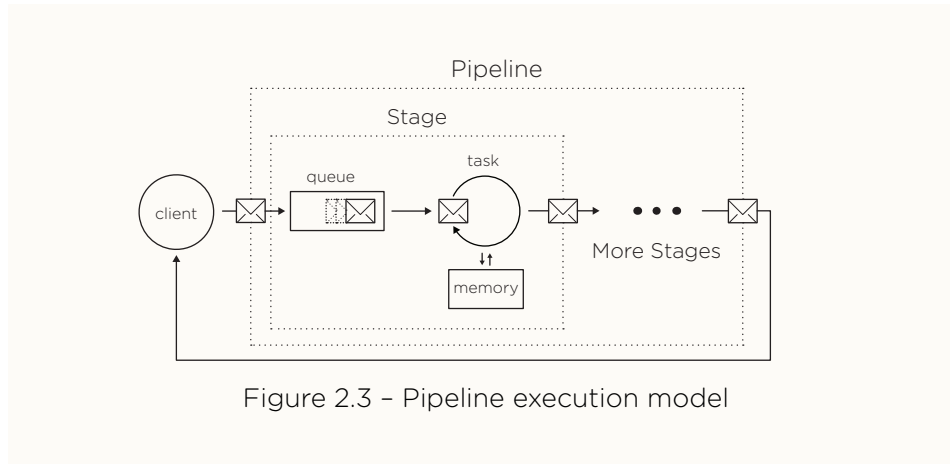 Pipeline
Stage
task
queue
client
More Stages
memory
Figure 2.3 – Pipeline execution model